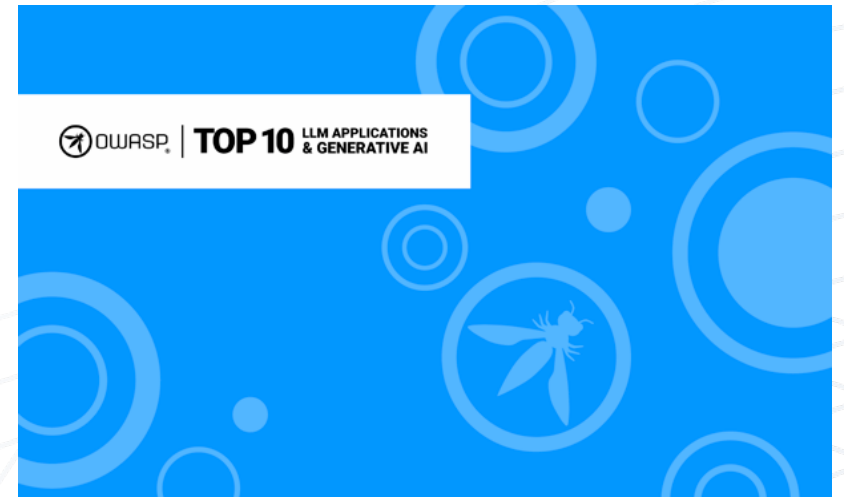 OWASP® | TOP 10 LLM APPLICATIONS
& GENERATIVE AI